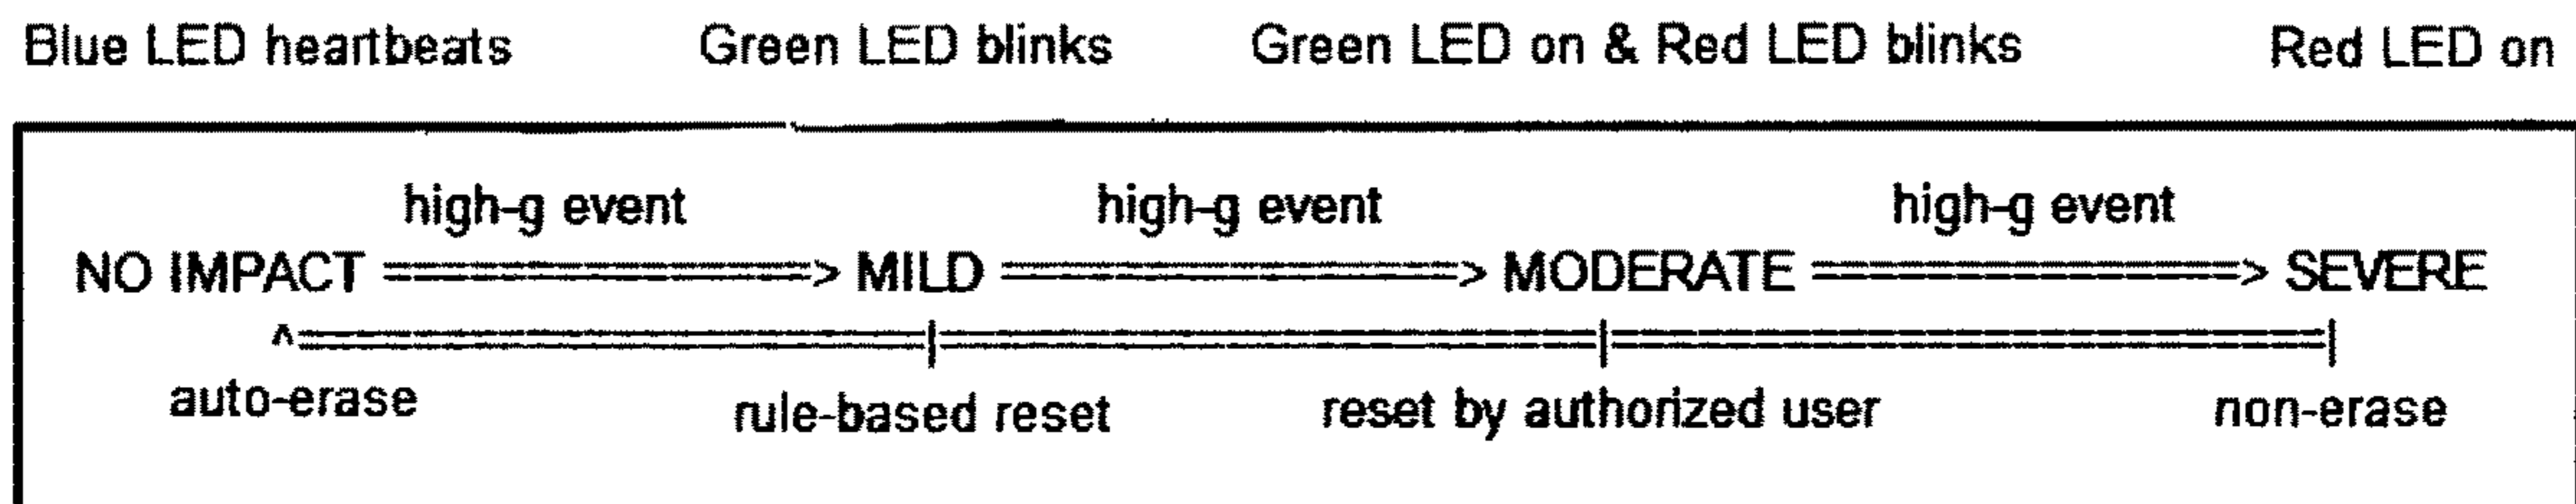 Blue LED heartbeats Green LED blinks Green LED on & Red LED blinks Red LED on
high-g event high-g event high-g event
NO IMPACT ==============> MILD ===============> MODERATE ==============> SEVERE
^=====================|======================|========================|
auto-erase rule-based reset reset by authorized user non-erase